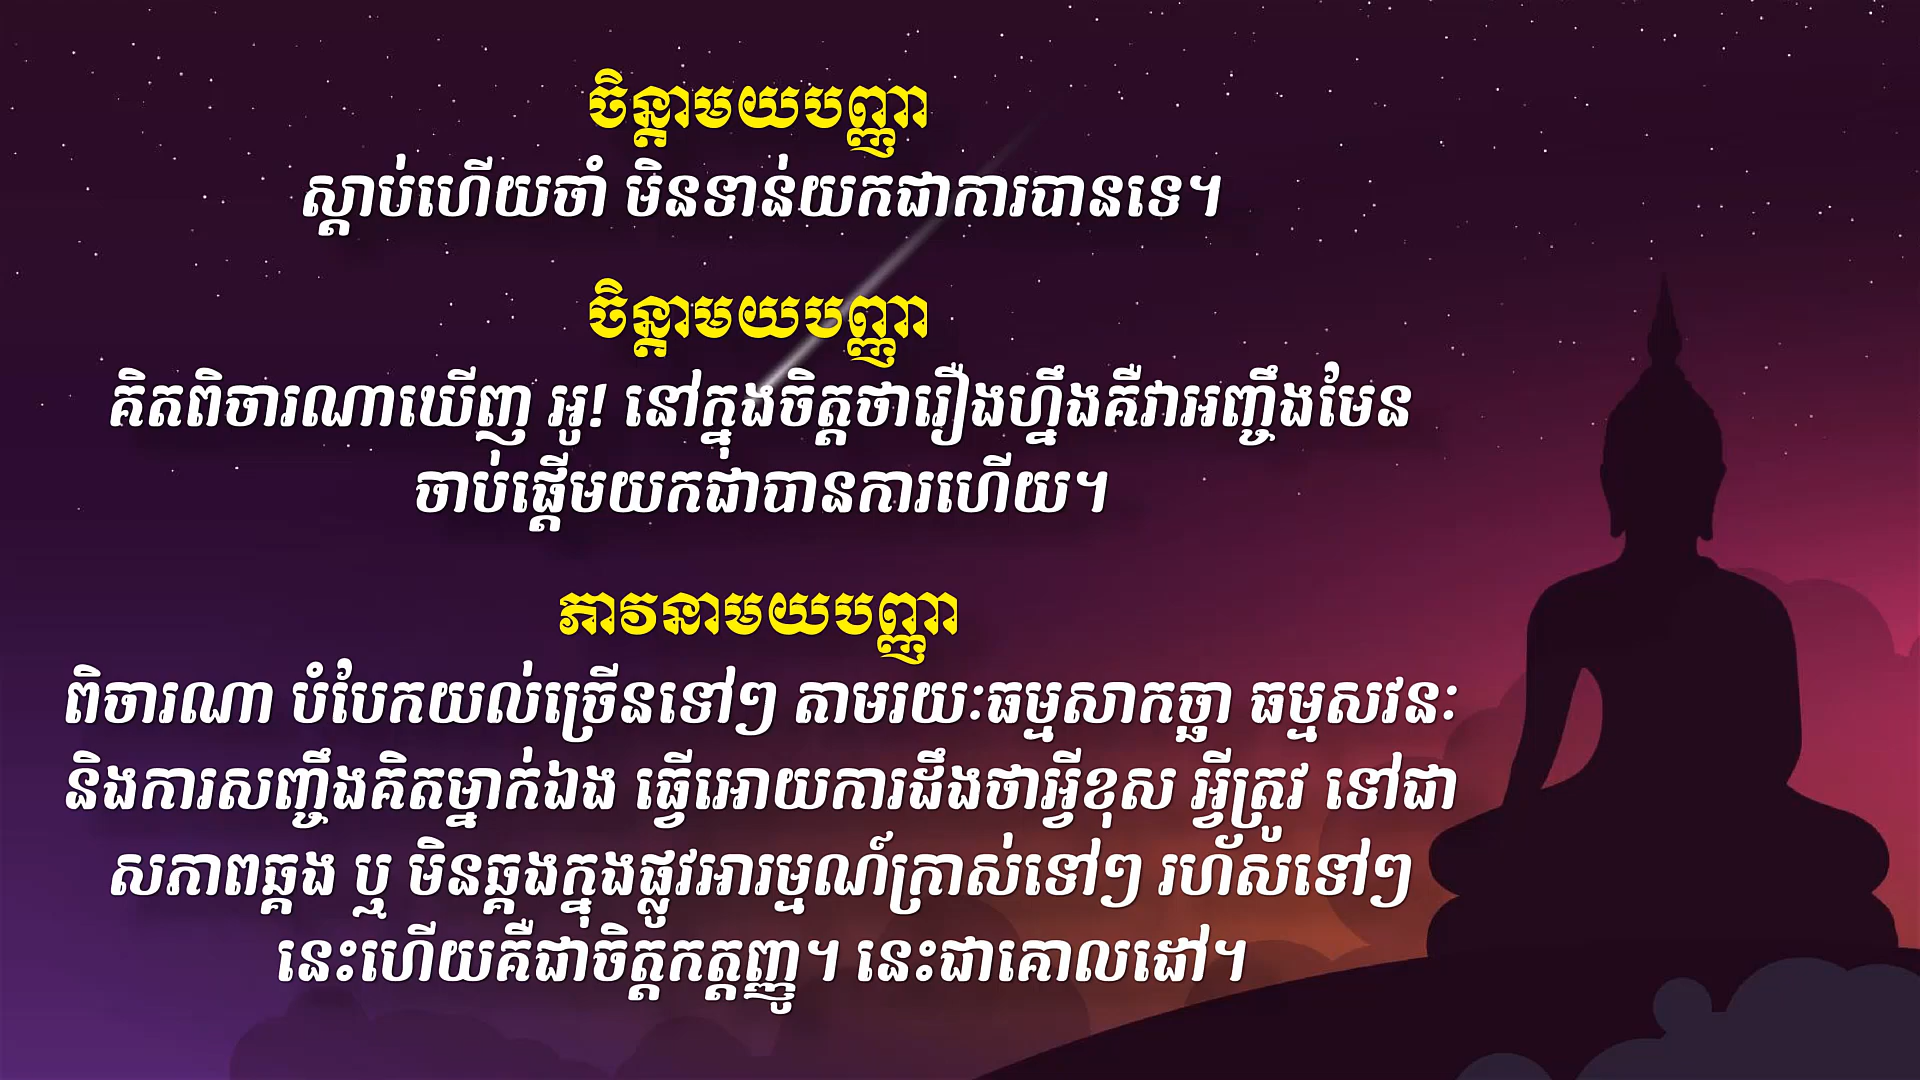 ចិន្តាមយបញ្ញា
ស្តាប់ហើយចាំ មិនទាន់យកជាការបានទេ។
ចិន្តាមយបញ្ញា
គិតពិចារណាឃើញ អូ! នៅក្នុងចិត្តថារឿងហ្នឹងគឺវាអញ្ចឹងមែន
ចាប់ផ្តើមយកជាបានការហើយ។
ភាវនាមយបញ្ញា
ពិចារណា បំបែកយល់ច្រើនទៅៗ តាមរយៈធម្មសាកច្ឆា ធម្មសវនៈ
និងការសញ្ជឹងគិតម្នាក់ឯង ធ្វើអោយការដឹងថាអ្វីខុស អ្វីត្រូវ ទៅជា
សភាពឆ្គង ឬ មិនឆ្គងក្នុងផ្លូវអារម្មណ៍ក្រាស់ទៅៗ រហ័សទៅៗ
នេះហើយគឺជាចិត្តកត្តញ្ញូ។ នេះជាគោលដៅ។